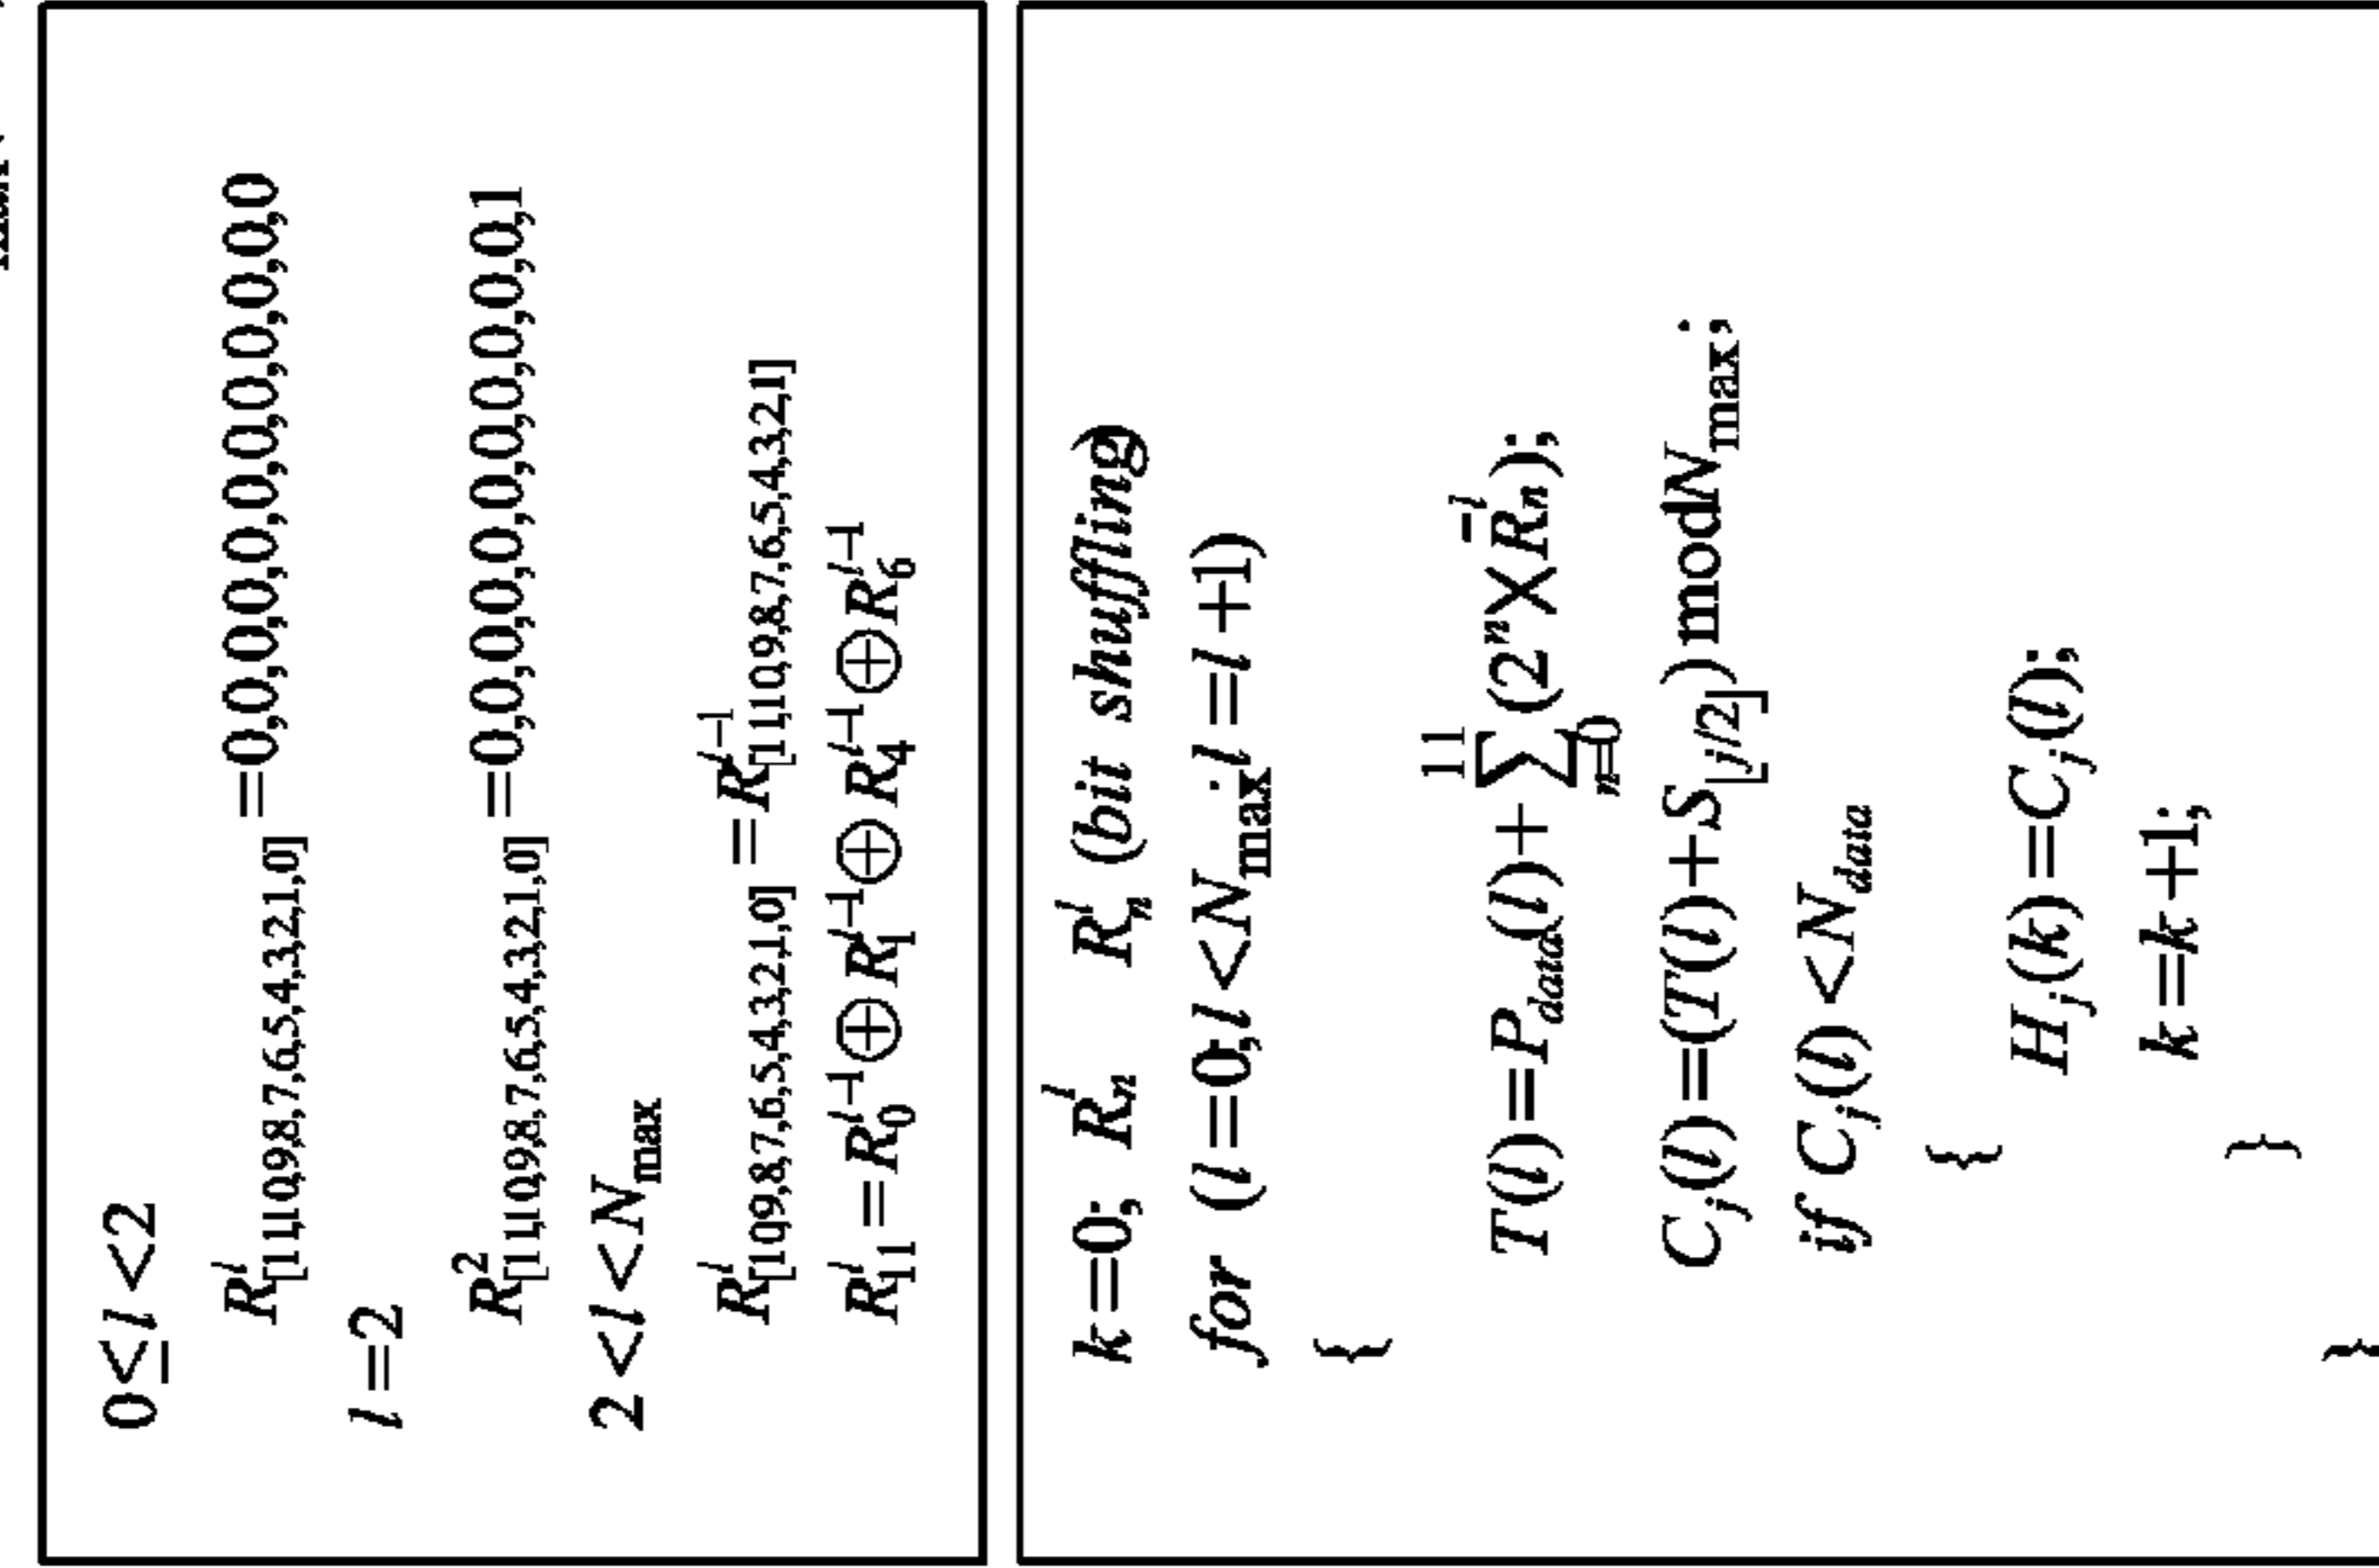 0≤l<2
R^l_[11,10,9,8,7,6,5,4,3,2,1,0] =0,0,0,0,0,0,0,0,0,0,0,0
l=2
R^2_[11,10,9,8,7,6,5,4,3,2,1,0] =0,0,0,0,0,0,0,0,0,0,0,1
2<l<N_max
R^l_[10,9,8,7,6,5,4,3,2,1,0] =R^{l-1}_[11,10,9,8,7,6,5,4,3,2,1]
R^l_11 =R^{l-1}_0 ⊕ R^{l-1}_1 ⊕ R^{l-1}_4 ⊕ R^{l-1}_6
k=0; R^l_n R^l_n (bit shuffling)
for (l=0;l<N_max;l=l+1)
{
T(l)=P_data(l)+∑_{n=0}^{11}(2^n×R̄^l_n);
C_j(l)=(T(l)+S_⌊j/2⌋) mod N_max;
if C_j(l) <N_data
{
H_j(k)=C_j(l);
k=k+1;
}
}